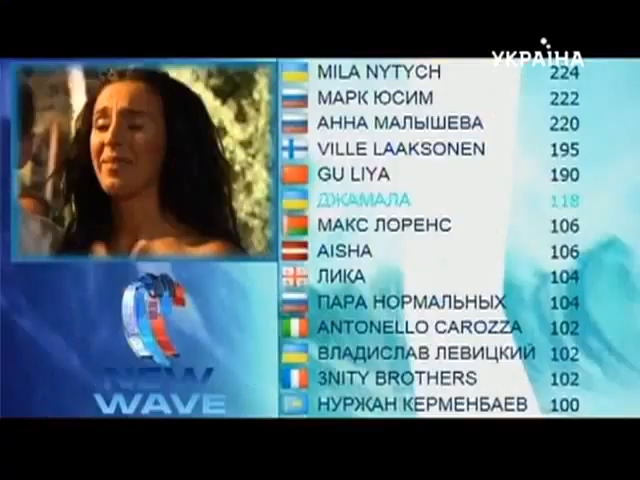 УКРАЇНА
MILA NYTYCH 224
МАРК ЮСИМ 222
АННА МАЛЫШЕВА 220
VILLE LAAKSONEN 195
GU LIYA 190
ДЖАМАЛА 118
МАКС ЛОРЕНС 106
AISHA 106
ЛИКА 104
ПАРА НОРМАЛЬНЫХ 104
ANTONELLO CAROZZA 102
ВЛАДИСЛАВ ЛЕВИЦКИЙ 102
3NITY BROTHERS 102
НУРЖАН КЕРМЕНБАЕВ 100
NEW
WAVE